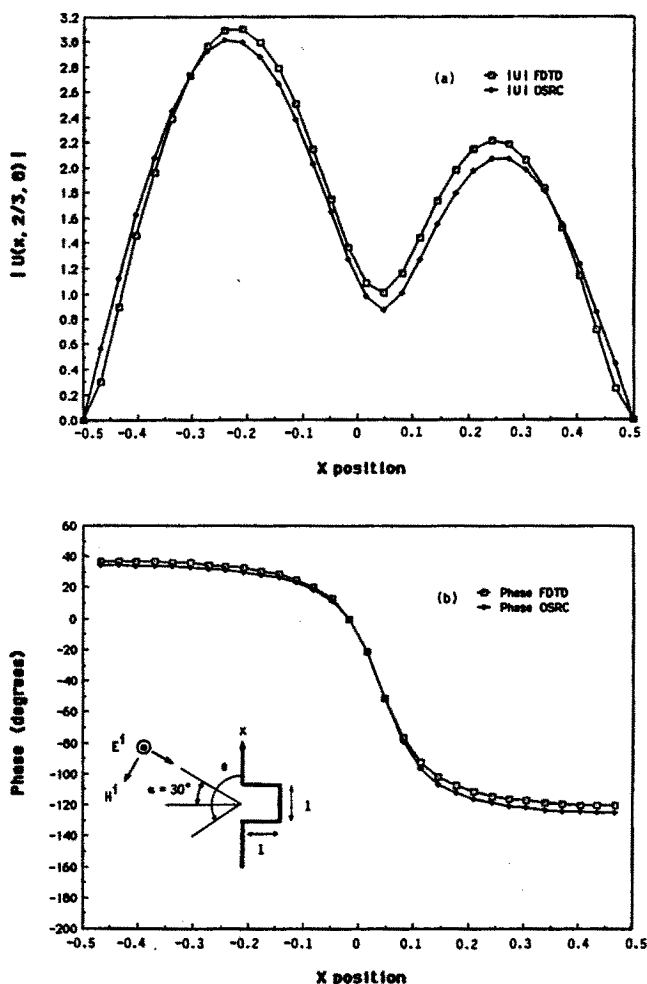 3.2
3.0
2.8
2.6
2.4
2.2
2.0
1.8
1.6
1.4
1.2
1.0
0.8
0.6
0.4
0.2
0.0
| U(x, 2/3, θ) |
(a)
|U| FDTD
|U| OSRC
-0.5 -0.4 -0.3 -0.2 -0.1 0 0.1 0.2 0.3 0.4 0.5
X position
60
40
20
0
-20
-40
-60
-80
-100
-120
-140
-160
-180
-200
Phase (degrees)
(b)
Phase FDTD
Phase OSRC
x
E^i
H^i
α = 30°
1
1
-0.5 -0.4 -0.3 -0.2 -0.1 0 0.1 0.2 0.3 0.4 0.5
X position